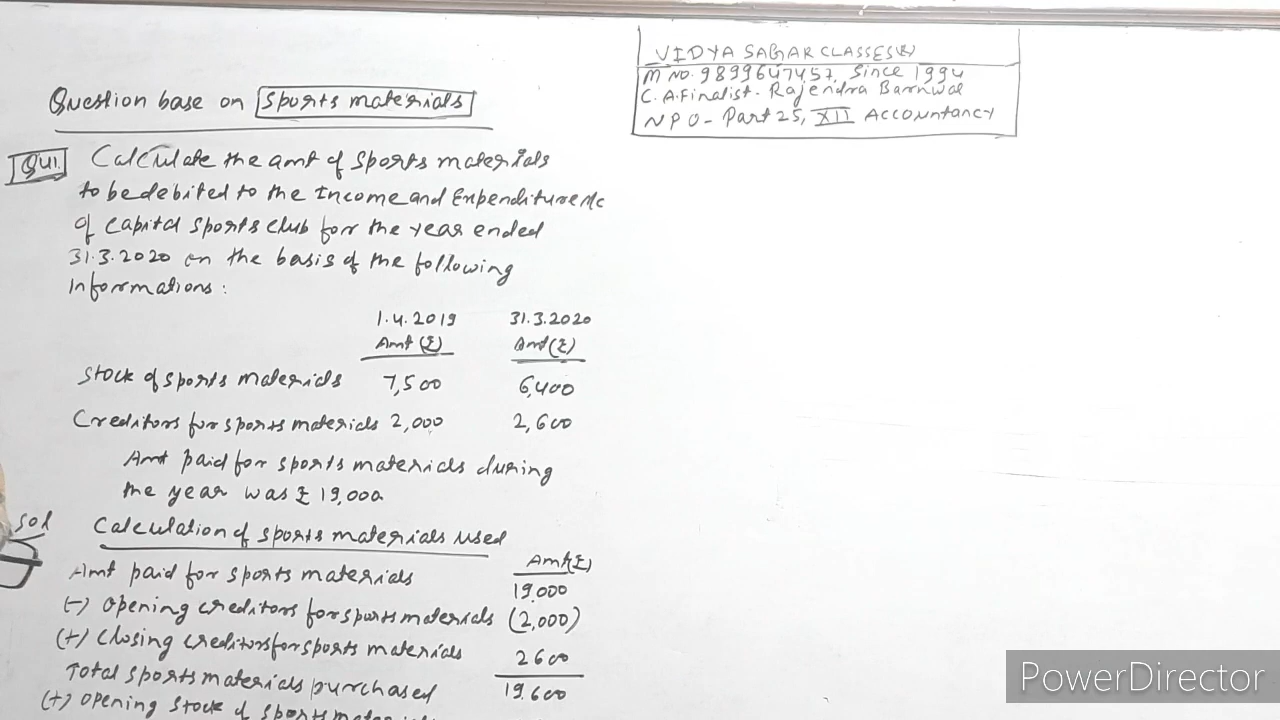 VIDYA SAGAR CLASSES
M NO. 9899647457, Since 1994
C.A.Finalist. Rajendra Barnwal
NPO- Part 25, XII Accountancy
Question base on Sports materials
Qu1. Calculate the amt of sports materials
to be debited to the Income and Expenditure A/c
of capital sports club for the year ended
31.3.2020 on the basis of the following
informations:
1.4.2019 31.3.2020
Amt (₹) Amt (₹)
Stock of sports materials 7,500 6,400
Creditors for sports materials 2,000 2,600
Amt paid for sports materials during
the year was ₹ 19,000
Sol Calculation of sports materials used
Amt (₹)
Amt paid for sports materials 19.000
(-) Opening creditors for sports materials (2,000)
(+) Closing creditors for sports materials 2600
Total sports materials purchased 19.600
(+) Opening Stock of sports
PowerDirector